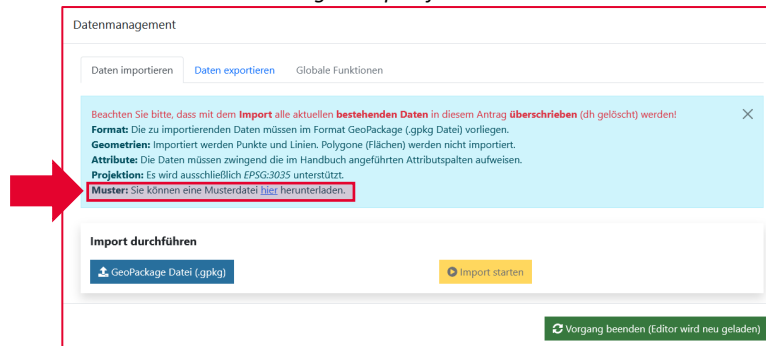 Datenmanagement
Daten importieren Daten exportieren Globale Funktionen
Beachten Sie bitte, dass mit dem Import alle aktuellen bestehenden Daten in diesem Antrag überschrieben (dh gelöscht) werden!
Format: Die zu importierenden Daten müssen im Format GeoPackage (.gpkg Datei) vorliegen.
Geometrien: Importiert werden Punkte und Linien. Polygone (Flächen) werden nicht importiert.
Attribute: Die Daten müssen zwingend die im Handbuch angeführten Attributspalten aufweisen.
Projektion: Es wird ausschließlich EPSG:3035 unterstützt.
Muster: Sie können eine Musterdatei hier herunterladen.
Import durchführen
GeoPackage Datei (.gpkg) Import starten
Vorgang beenden (Editor wird neu geladen)